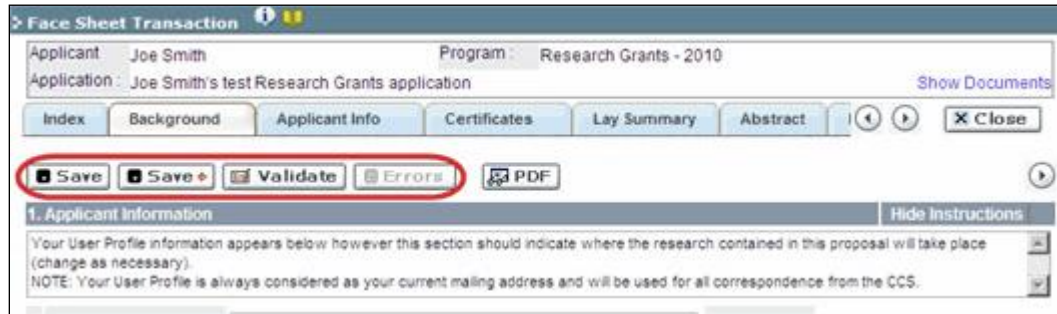 Face Sheet Transaction
Applicant Joe Smith Program : Research Grants - 2010
Application : Joe Smith's test Research Grants application Show Documents
Index Background Applicant Info Certificates Lay Summary Abstract Close
Save Save Validate Errors PDF
1. Applicant Information Hide Instructions
Your User Profile information appears below however this section should indicate where the research contained in this proposal will take place
(change as necessary).
NOTE: Your User Profile is always considered as your current mailing address and will be used for all correspondence from the CCS.